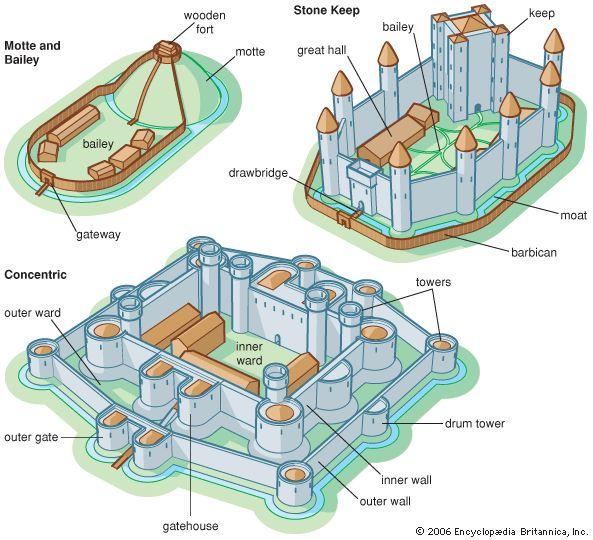 Motte and
Bailey
wooden
fort
motte
bailey
gateway
Stone Keep
bailey
keep
great hall
drawbridge
moat
barbican
Concentric
towers
outer ward
inner
ward
outer gate
drum tower
inner wall
outer wall
gatehouse
© 2006 Encyclopædia Britannica, Inc.